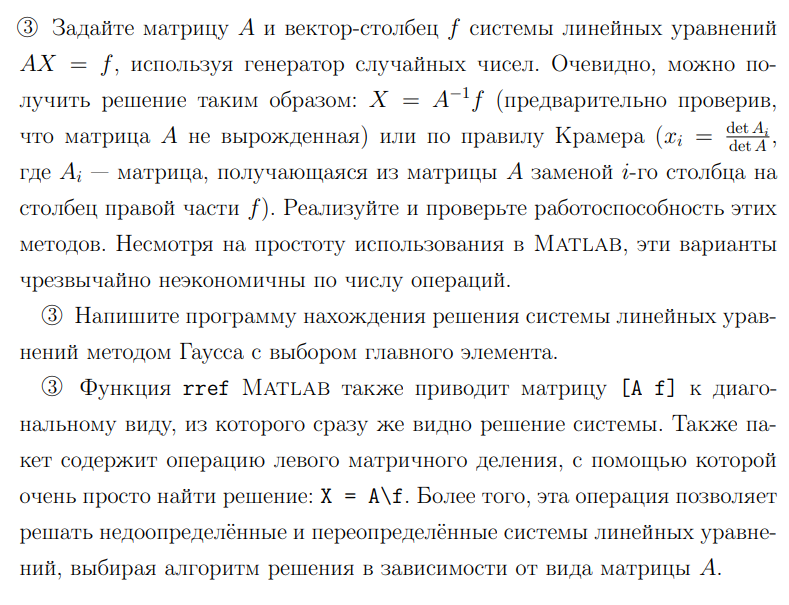 ③ Задайте матрицу A и вектор-столбец f системы линейных уравнений
AX = f, используя генератор случайных чисел. Очевидно, можно по-
лучить решение таким образом: X = A⁻¹f (предварительно проверив,
что матрица A не вырожденная) или по правилу Крамера (xᵢ = det Aᵢ / det A,
где Aᵢ — матрица, получающаяся из матрицы A заменой i-го столбца на
столбец правой части f). Реализуйте и проверьте работоспособность этих
методов. Несмотря на простоту использования в MATLAB, эти варианты
чрезвычайно неэкономичны по числу операций.
③ Напишите программу нахождения решения системы линейных урав-
нений методом Гаусса с выбором главного элемента.
③ Функция rref MATLAB также приводит матрицу [A f] к диаго-
нальному виду, из которого сразу же видно решение системы. Также па-
кет содержит операцию левого матричного деления, с помощью которой
очень просто найти решение: X = A\f. Более того, эта операция позволяет
решать недоопределённые и переопределённые системы линейных уравне-
ний, выбирая алгоритм решения в зависимости от вида матрицы A.